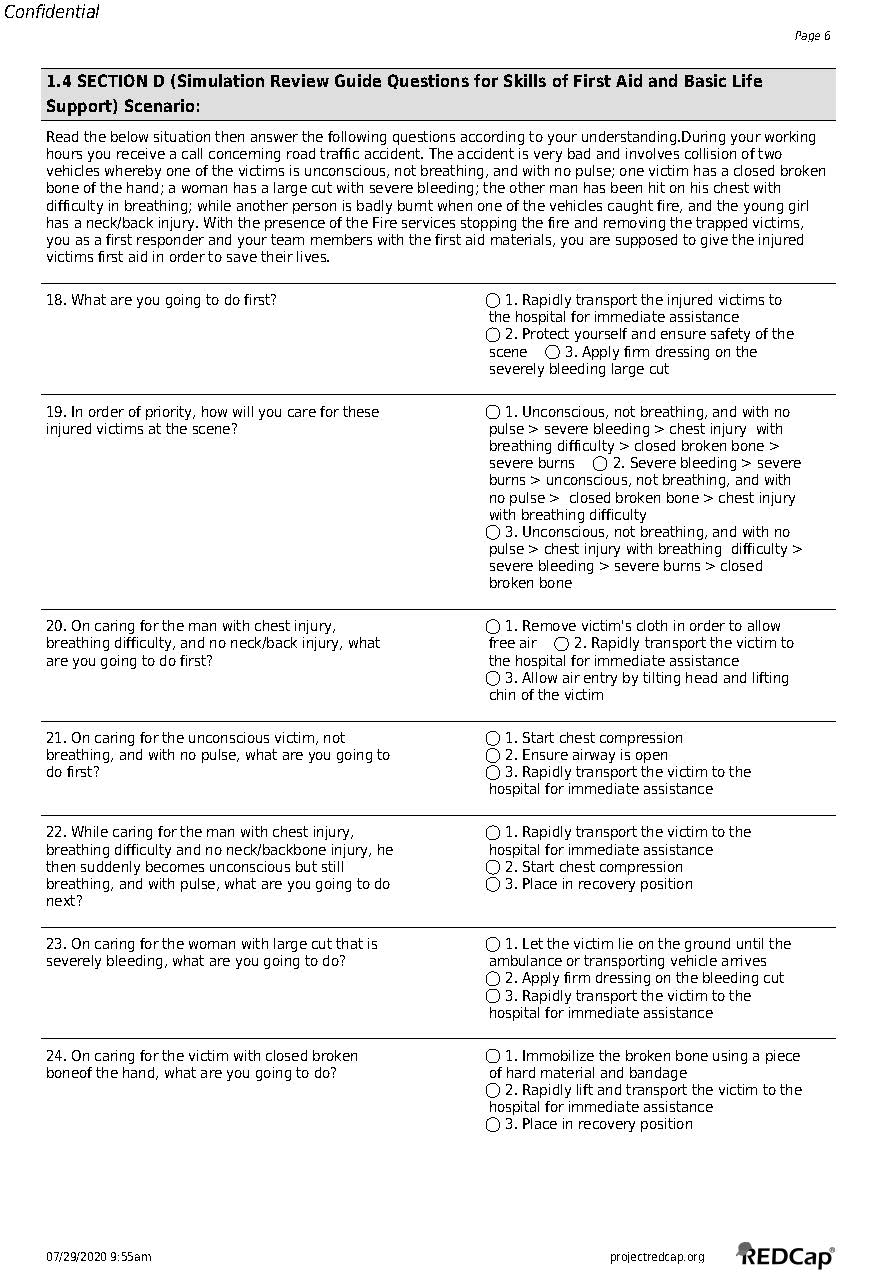 Confidential
Page 6
1.4 SECTION D (Simulation Review Guide Questions for Skills of First Aid and Basic Life
Support) Scenario:
Read the below situation then answer the following questions according to your understanding.During your working
hours you receive a call concerning road traffic accident. The accident is very bad and involves collision of two
vehicles whereby one of the victims is unconscious, not breathing, and with no pulse; one victim has a closed broken
bone of the hand; a woman has a large cut with severe bleeding; the other man has been hit on his chest with
difficulty in breathing; while another person is badly burnt when one of the vehicles caught fire, and the young girl
has a neck/back injury. With the presence of the Fire services stopping the fire and removing the trapped victims,
you as a first responder and your team members with the first aid materials, you are supposed to give the injured
victims first aid in order to save their lives.
18. What are you going to do first?
1. Rapidly transport the injured victims to
the hospital for immediate assistance
2. Protect yourself and ensure safety of the
scene 3. Apply firm dressing on the
severely bleeding large cut
19. In order of priority, how will you care for these
injured victims at the scene?
1. Unconscious, not breathing, and with no
pulse > severe bleeding > chest injury with
breathing difficulty > closed broken bone >
severe burns 2. Severe bleeding > severe
burns > unconscious, not breathing, and with
no pulse > closed broken bone > chest injury
with breathing difficulty
3. Unconscious, not breathing, and with no
pulse > chest injury with breathing difficulty >
severe bleeding > severe burns > closed
broken bone
20. On caring for the man with chest injury,
breathing difficulty, and no neck/back injury, what
are you going to do first?
1. Remove victim's cloth in order to allow
free air 2. Rapidly transport the victim to
the hospital for immediate assistance
3. Allow air entry by tilting head and lifting
chin of the victim
21. On caring for the unconscious victim, not
breathing, and with no pulse, what are you going to
do first?
1. Start chest compression
2. Ensure airway is open
3. Rapidly transport the victim to the
hospital for immediate assistance
22. While caring for the man with chest injury,
breathing difficulty and no neck/backbone injury, he
then suddenly becomes unconscious but still
breathing, and with pulse, what are you going to do
next?
1. Rapidly transport the victim to the
hospital for immediate assistance
2. Start chest compression
3. Place in recovery position
23. On caring for the woman with large cut that is
severely bleeding, what are you going to do?
1. Let the victim lie on the ground until the
ambulance or transporting vehicle arrives
2. Apply firm dressing on the bleeding cut
3. Rapidly transport the victim to the
hospital for immediate assistance
24. On caring for the victim with closed broken
boneof the hand, what are you going to do?
1. Immobilize the broken bone using a piece
of hard material and bandage
2. Rapidly lift and transport the victim to the
hospital for immediate assistance
3. Place in recovery position
07/29/2020 9:55am
projectredcap.org
REDCap®